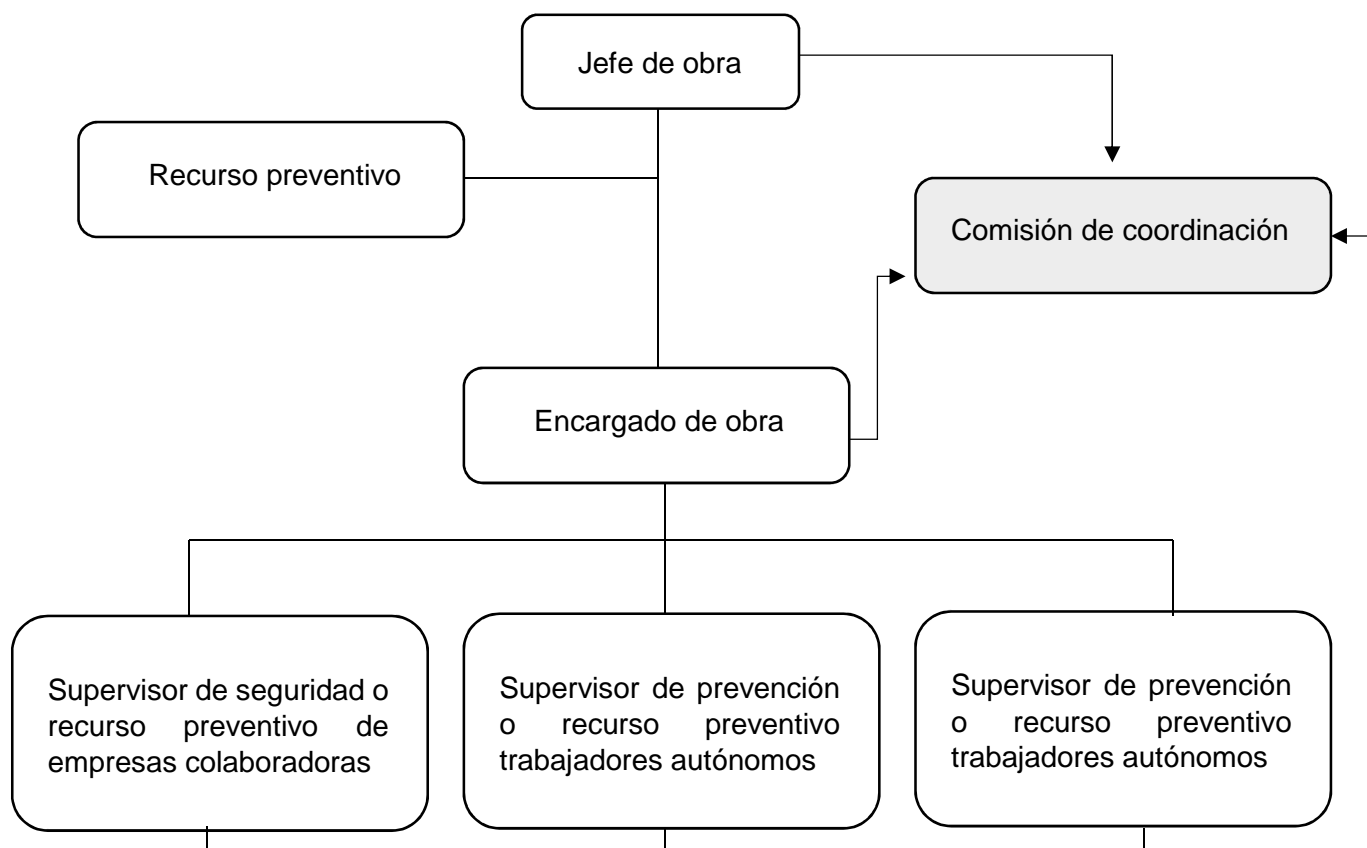 Jefe de obra
Recurso preventivo
Comisión de coordinación
Encargado de obra
Supervisor de seguridad o
recurso preventivo de
empresas colaboradoras
Supervisor de prevención
o recurso preventivo
trabajadores autónomos
Supervisor de prevención
o recurso preventivo
trabajadores autónomos